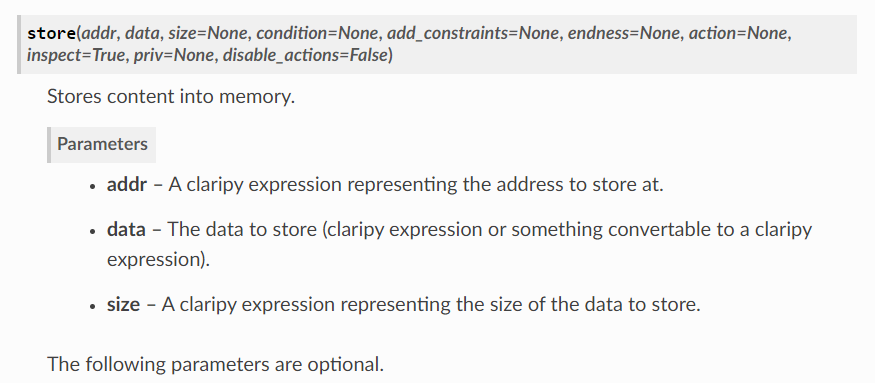 store(addr, data, size=None, condition=None, add_constraints=None, endness=None, action=None,
inspect=True, priv=None, disable_actions=False)
Stores content into memory.
Parameters
• addr – A claripy expression representing the address to store at.
• data – The data to store (claripy expression or something convertable to a claripy
expression).
• size – A claripy expression representing the size of the data to store.
The following parameters are optional.